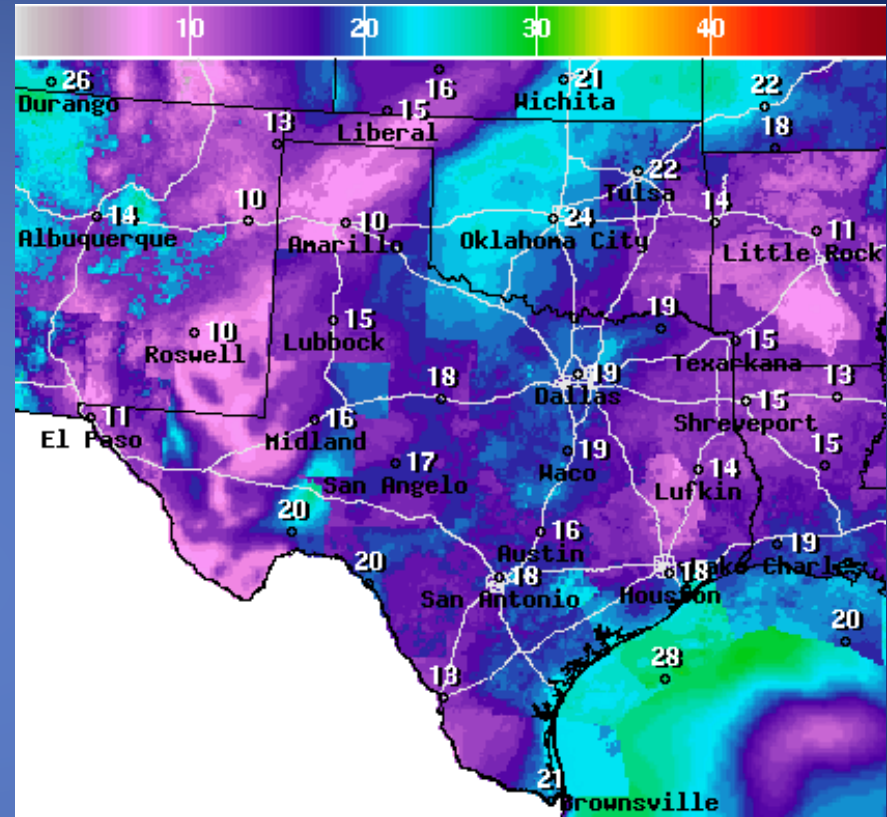 10 20 30 40
26
Durango
16
21
Wichita
22
15
Liberal
13
18
22
Tulsa
14
Albuquerque
10
10
Amarillo
24
Oklahoma City
14
11
Little Rock
10
Roswell
15
Lubbock
19
15
Texarkana
19
Dallas
18
13
15
Shreveport
11
El Paso
16
Midland
19
Waco
17
San Angelo
14
Lufkin
15
20
16
Austin
19
Lake Charles
20
18
San Antonio
18
Houston
20
28
13
21
Brownsville